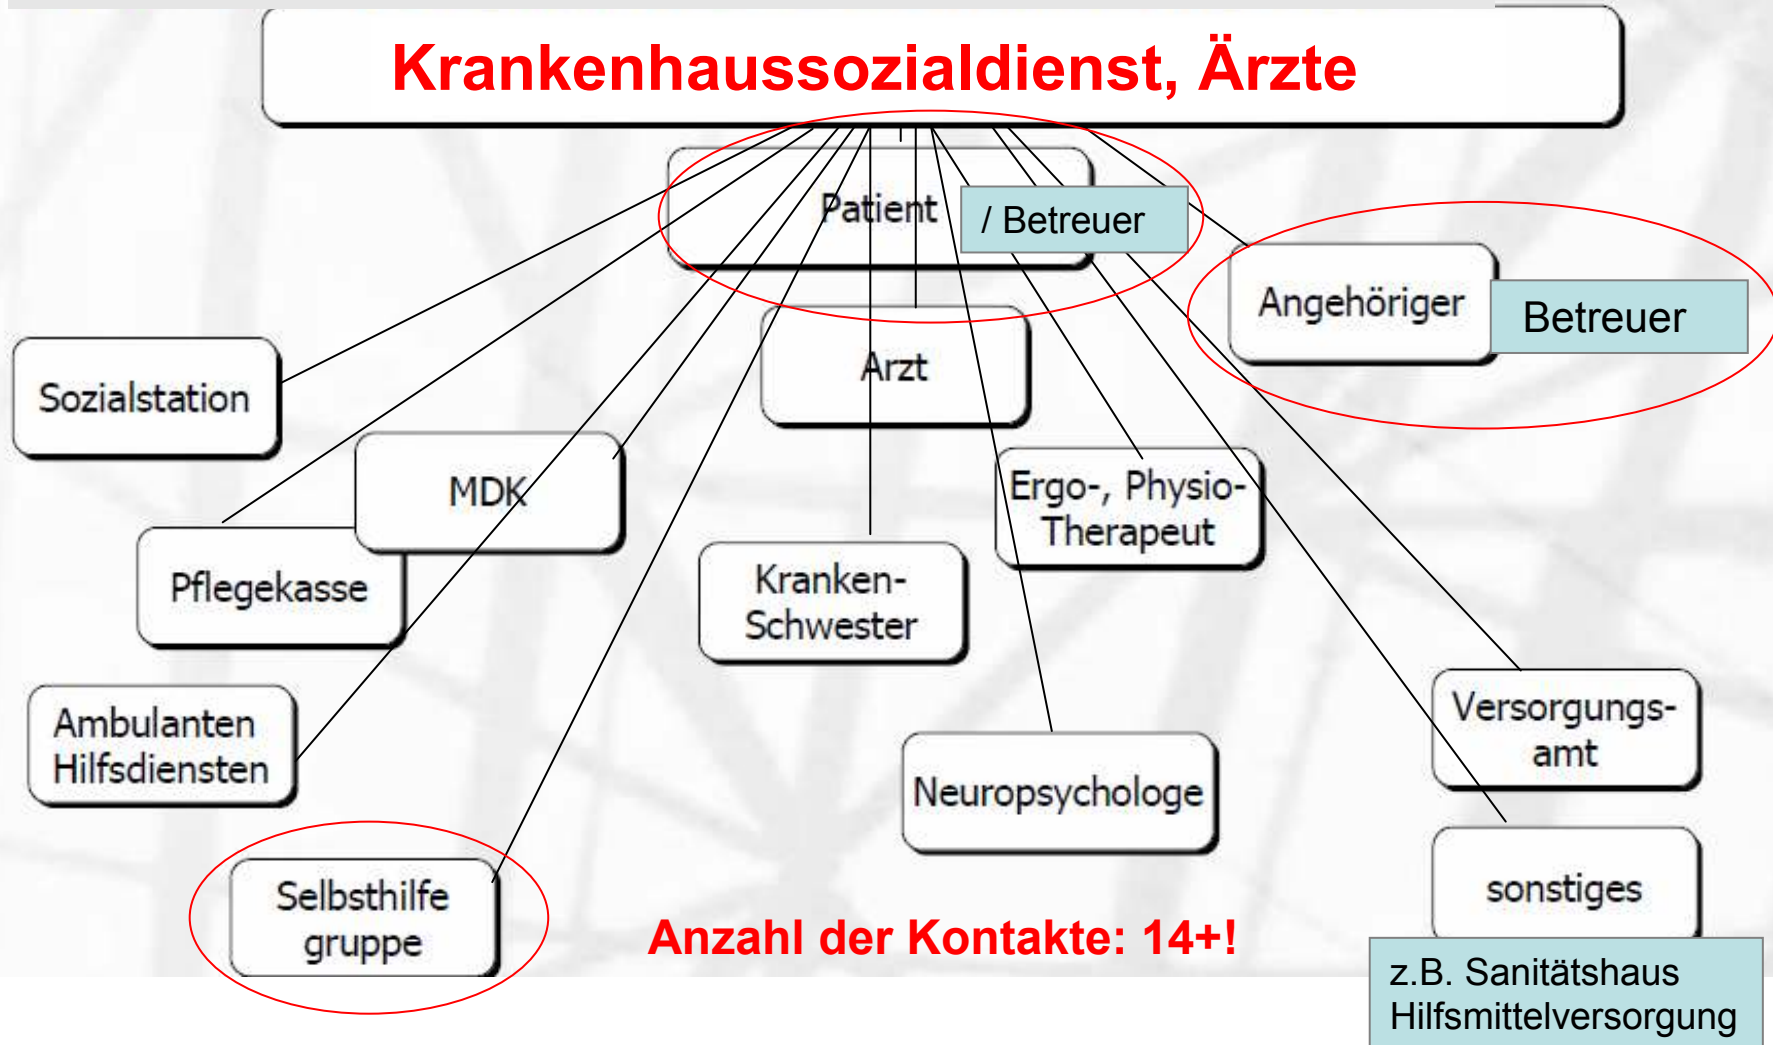 Krankenhaussozialdienst, Ärzte
Patient
/ Betreuer
Angehöriger
Betreuer
Arzt
Sozialstation
MDK
Ergo-, Physio-
Therapeut
Pflegekasse
Kranken-
Schwester
Ambulanten
Hilfsdiensten
Neuropsychologe
Versorgungs-
amt
Selbsthilfe
gruppe
sonstiges
Anzahl der Kontakte: 14+!
z.B. Sanitätshaus
Hilfsmittelversorgung